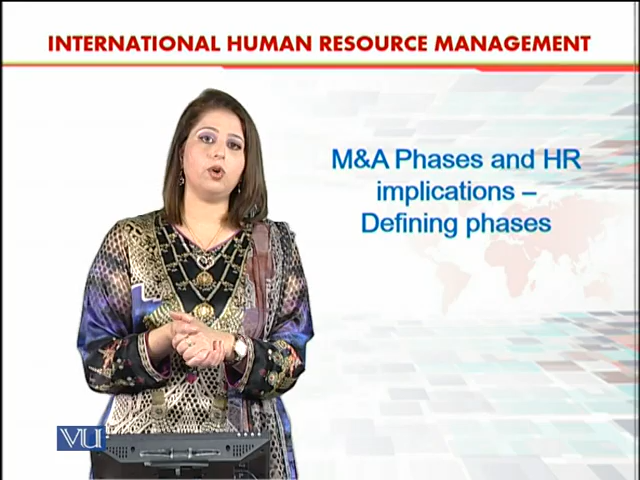 INTERNATIONAL HUMAN RESOURCE MANAGEMENT
M&A Phases and HR
implications –
Defining phases
VU